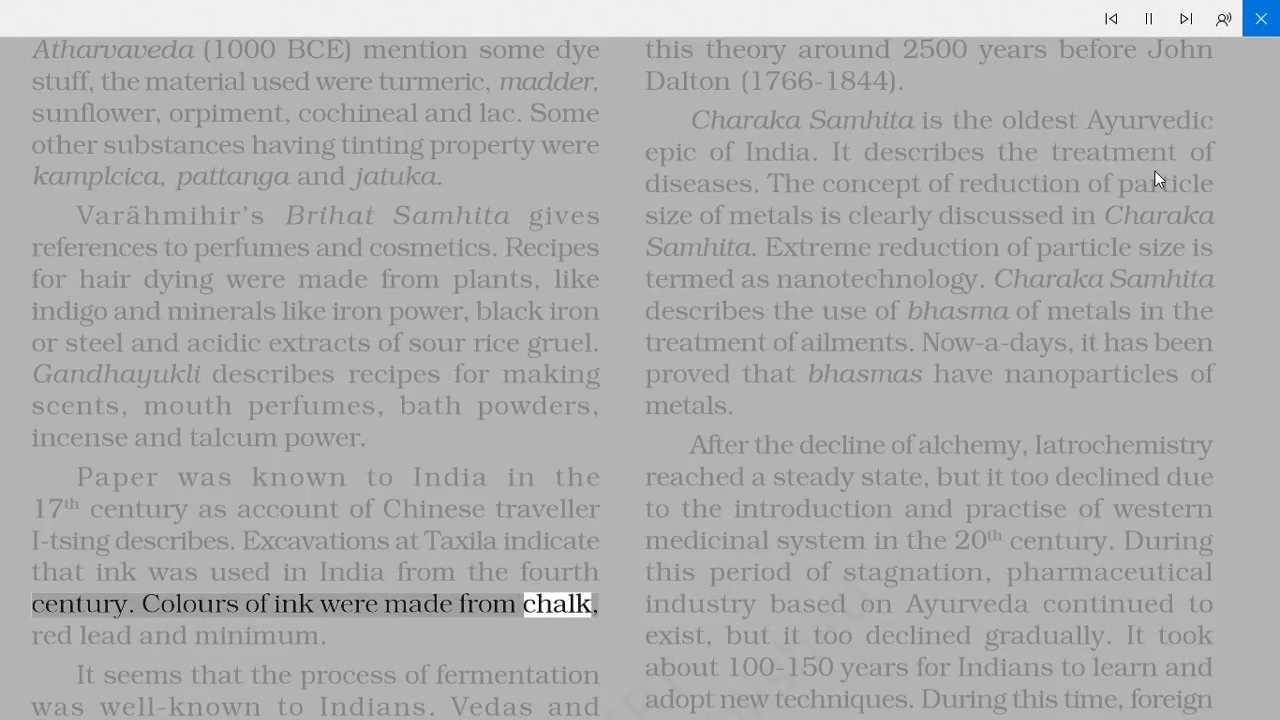 Atharvaveda (1000 BCE) mention some dye
stuff, the material used were turmeric, madder,
sunflower, orpiment, cochineal and lac. Some
other substances having tinting property were
kamplcica, pattanga and jatuka.
Varähmihir's Brihat Samhita gives
references to perfumes and cosmetics. Recipes
for hair dying were made from plants, like
indigo and minerals like iron power, black iron
or steel and acidic extracts of sour rice gruel.
Gandhayukli describes recipes for making
scents, mouth perfumes, bath powders,
incense and talcum power.
Paper was known to India in the
17th century as account of Chinese traveller
I-tsing describes. Excavations at Taxila indicate
that ink was used in India from the fourth
century. Colours of ink were made from chalk,
red lead and minimum.
It seems that the process of fermentation
was well-known to Indians. Vedas and
this theory around 2500 years before John
Dalton (1766-1844).
Charaka Samhita is the oldest Ayurvedic
epic of India. It describes the treatment of
diseases. The concept of reduction of particle
size of metals is clearly discussed in Charaka
Samhita. Extreme reduction of particle size is
termed as nanotechnology. Charaka Samhita
describes the use of bhasma of metals in the
treatment of ailments. Now-a-days, it has been
proved that bhasmas have nanoparticles of
metals.
After the decline of alchemy, Iatrochemistry
reached a steady state, but it too declined due
to the introduction and practise of western
medicinal system in the 20th century. During
this period of stagnation, pharmaceutical
industry based on Ayurveda continued to
exist, but it too declined gradually. It took
about 100-150 years for Indians to learn and
adopt new techniques. During this time, foreign